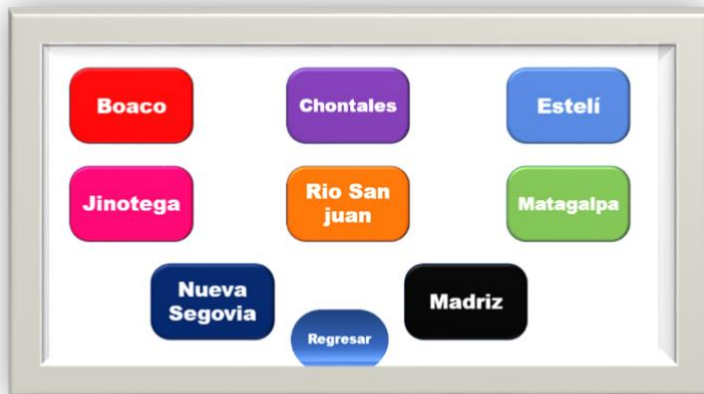 Boaco
Chontales
Estelí
Jinotega
Rio San
juan
Matagalpa
Nueva
Segovia
Madriz
Regresar